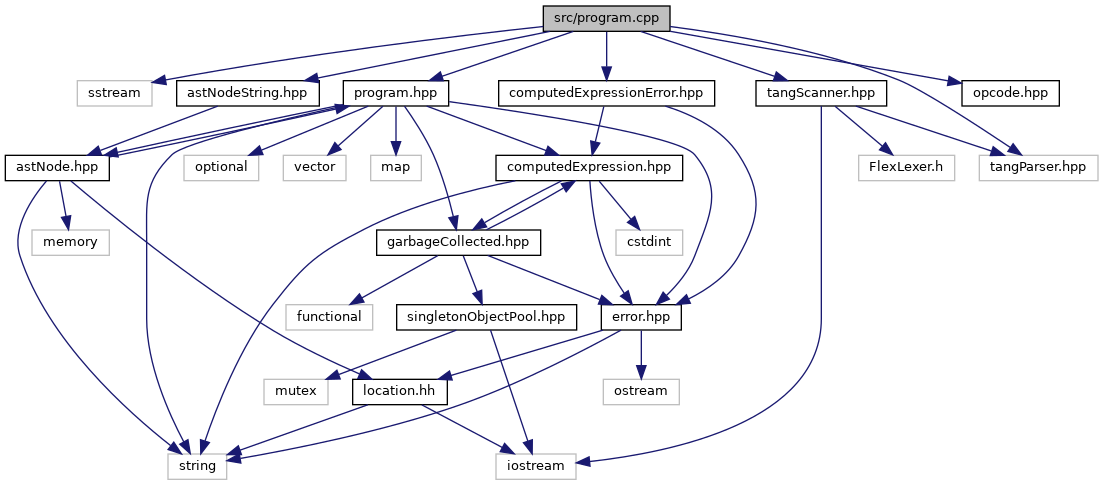 src/program.cpp
sstream
astNodeString.hpp
program.hpp
computedExpressionError.hpp
tangScanner.hpp
opcode.hpp
astNode.hpp
optional
vector
map
computedExpression.hpp
FlexLexer.h
tangParser.hpp
memory
garbageCollected.hpp
cstdint
functional
singletonObjectPool.hpp
error.hpp
mutex
location.hh
ostream
string
iostream